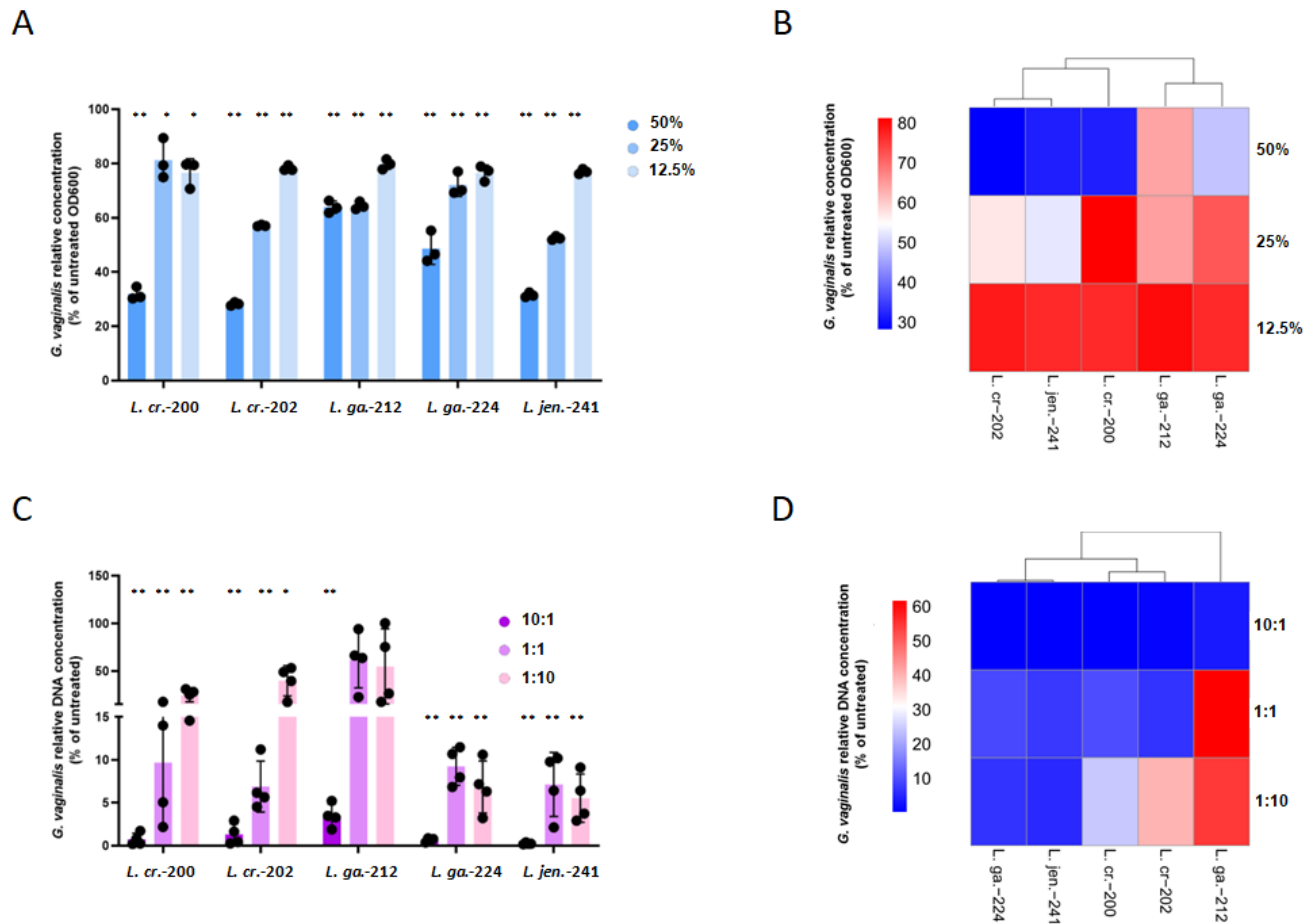 A
G. vaginalis relative concentration
(% of untreated OD600)
100
80
60
40
20
0
** * *
** ** **
** ** **
** ** **
** ** **
50%
25%
12.5%
L. cr.-200
L. cr.-202
L. ga.-212
L. ga.-224
L. jen.-241
B
G. vaginalis relative concentration
(% of untreated OD600)
80
70
60
50
40
30
50%
25%
12.5%
L. cr-202
L. jen.-241
L. cr.-200
L. ga.-212
L. ga.-224
C
G. vaginalis relative DNA concentration
(% of untreated)
150
100
50
15
10
5
0
** ** **
** ** *
**
** ** **
** ** **
10:1
1:1
1:10
L. cr.-200
L. cr.-202
L. ga.-212
L. ga.-224
L. jen.-241
D
G. vaginalis relative DNA concentration
(% of untreated)
60
50
40
30
20
10
10:1
1:1
1:10
L. ga.-224
L. jen.-241
L. cr-200
L. cr-202
L. ga.-212